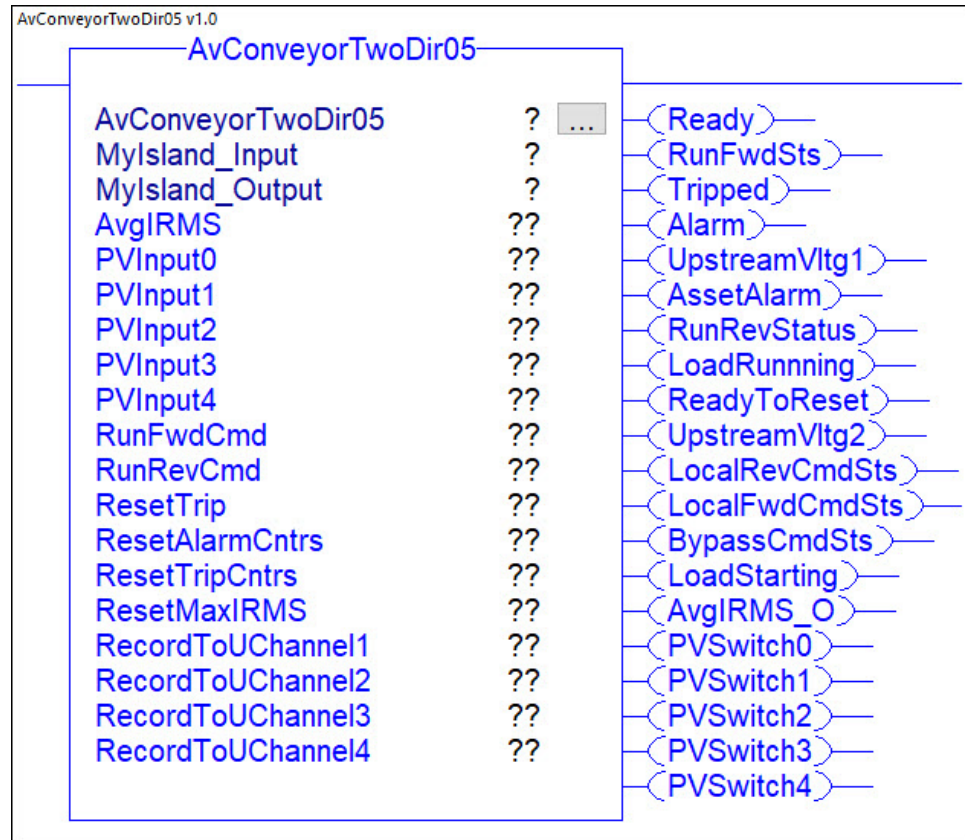 AvConveyorTwoDir05 v1.0
AvConveyorTwoDir05
AvConveyorTwoDir05 ? ... Ready
MyIsland_Input ? RunFwdSts
MyIsland_Output ? Tripped
AvgIRMS ?? Alarm
PVInput0 ?? UpstreamVltg1
PVInput1 ?? AssetAlarm
PVInput2 ?? RunRevStatus
PVInput3 ?? LoadRunnning
PVInput4 ?? ReadyToReset
RunFwdCmd ?? UpstreamVltg2
RunRevCmd ?? LocalRevCmdSts
ResetTrip ?? LocalFwdCmdSts
ResetAlarmCntrs ?? BypassCmdSts
ResetTripCntrs ?? LoadStarting
ResetMaxIRMS ?? AvgIRMS_O
RecordToUChannel1 ?? PVSwitch0
RecordToUChannel2 ?? PVSwitch1
RecordToUChannel3 ?? PVSwitch2
RecordToUChannel4 ?? PVSwitch3
PVSwitch4